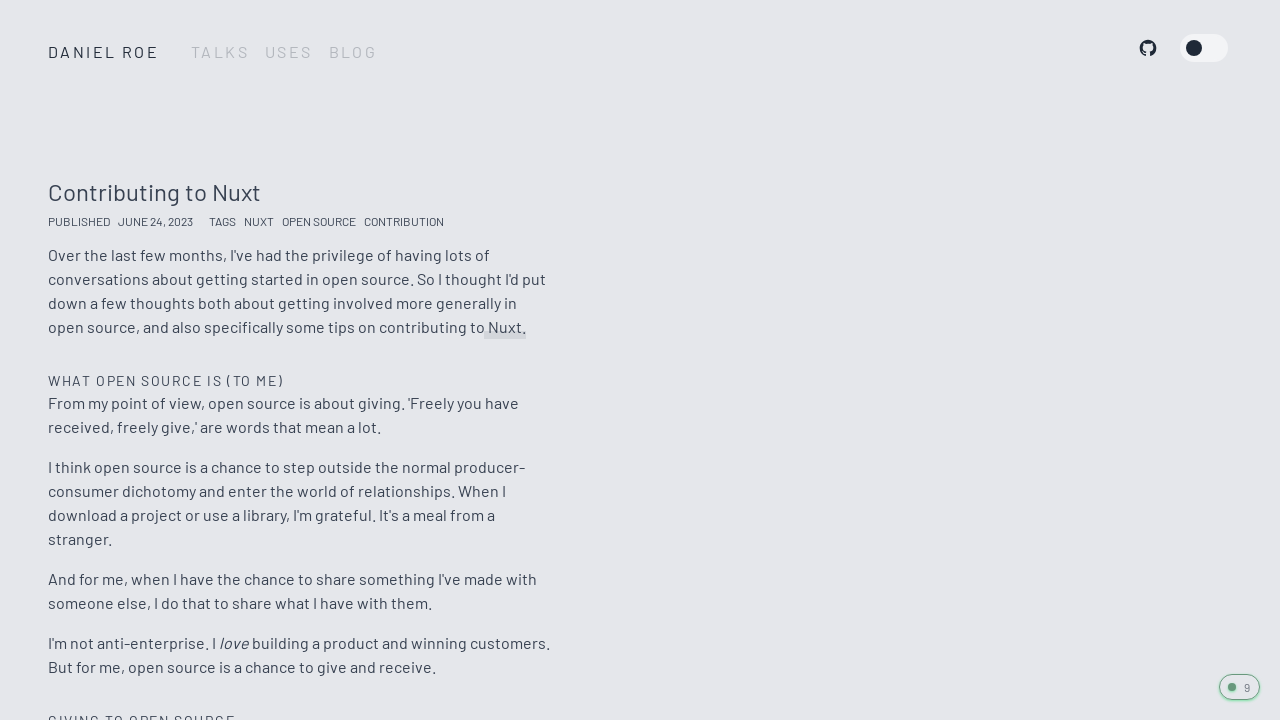 DANIEL ROE TALKS USES BLOG
Contributing to Nuxt
PUBLISHED JUNE 24, 2023 TAGS NUXT OPEN SOURCE CONTRIBUTION
Over the last few months, I've had the privilege of having lots of
conversations about getting started in open source. So I thought I'd put
down a few thoughts both about getting involved more generally in
open source, and also specifically some tips on contributing to Nuxt.
WHAT OPEN SOURCE IS (TO ME)
From my point of view, open source is about giving. 'Freely you have
received, freely give,' are words that mean a lot.
I think open source is a chance to step outside the normal producer-
consumer dichotomy and enter the world of relationships. When I
download a project or use a library, I'm grateful. It's a meal from a
stranger.
And for me, when I have the chance to share something I've made with
someone else, I do that to share what I have with them.
I'm not anti-enterprise. I love building a product and winning customers.
But for me, open source is a chance to give and receive.
GIVING TO OPEN SOURCE
9